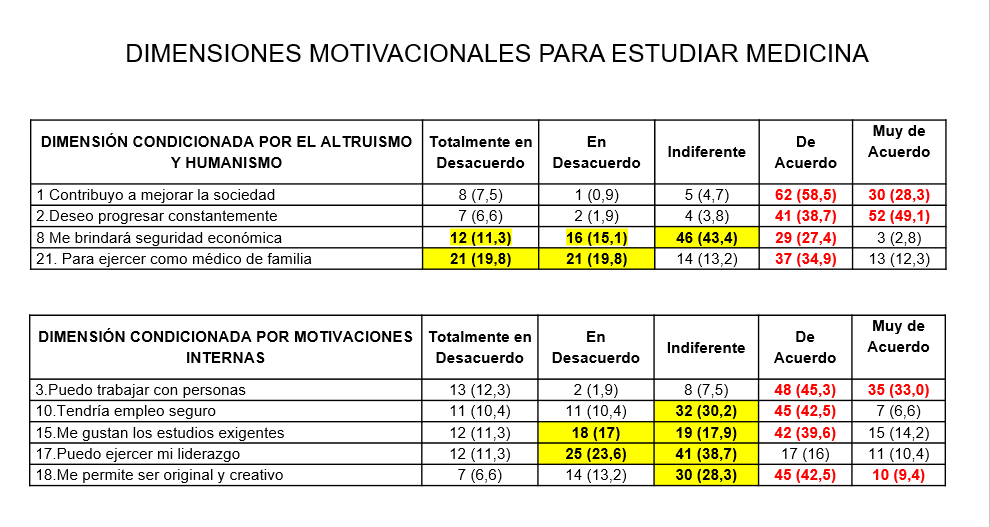 DIMENSIONES MOTIVACIONALES PARA ESTUDIAR MEDICINA
DIMENSIÓN CONDICIONADA POR EL ALTRUISMO Y HUMANISMO | Totalmente en Desacuerdo | En Desacuerdo | Indiferente | De Acuerdo | Muy de Acuerdo
1 Contribuyo a mejorar la sociedad | 8 (7,5) | 1 (0,9) | 5 (4,7) | 62 (58,5) | 30 (28,3)
2.Deseo progresar constantemente | 7 (6,6) | 2 (1,9) | 4 (3,8) | 41 (38,7) | 52 (49,1)
8 Me brindará seguridad económica | 12 (11,3) | 16 (15,1) | 46 (43,4) | 29 (27,4) | 3 (2,8)
21. Para ejercer como médico de familia | 21 (19,8) | 21 (19,8) | 14 (13,2) | 37 (34,9) | 13 (12,3)
DIMENSIÓN CONDICIONADA POR MOTIVACIONES INTERNAS | Totalmente en Desacuerdo | En Desacuerdo | Indiferente | De Acuerdo | Muy de Acuerdo
3.Puedo trabajar con personas | 13 (12,3) | 2 (1,9) | 8 (7,5) | 48 (45,3) | 35 (33,0)
10.Tendría empleo seguro | 11 (10,4) | 11 (10,4) | 32 (30,2) | 45 (42,5) | 7 (6,6)
15.Me gustan los estudios exigentes | 12 (11,3) | 18 (17) | 19 (17,9) | 42 (39,6) | 15 (14,2)
17.Puedo ejercer mi liderazgo | 12 (11,3) | 25 (23,6) | 41 (38,7) | 17 (16) | 11 (10,4)
18.Me permite ser original y creativo | 7 (6,6) | 14 (13,2) | 30 (28,3) | 45 (42,5) | 10 (9,4)